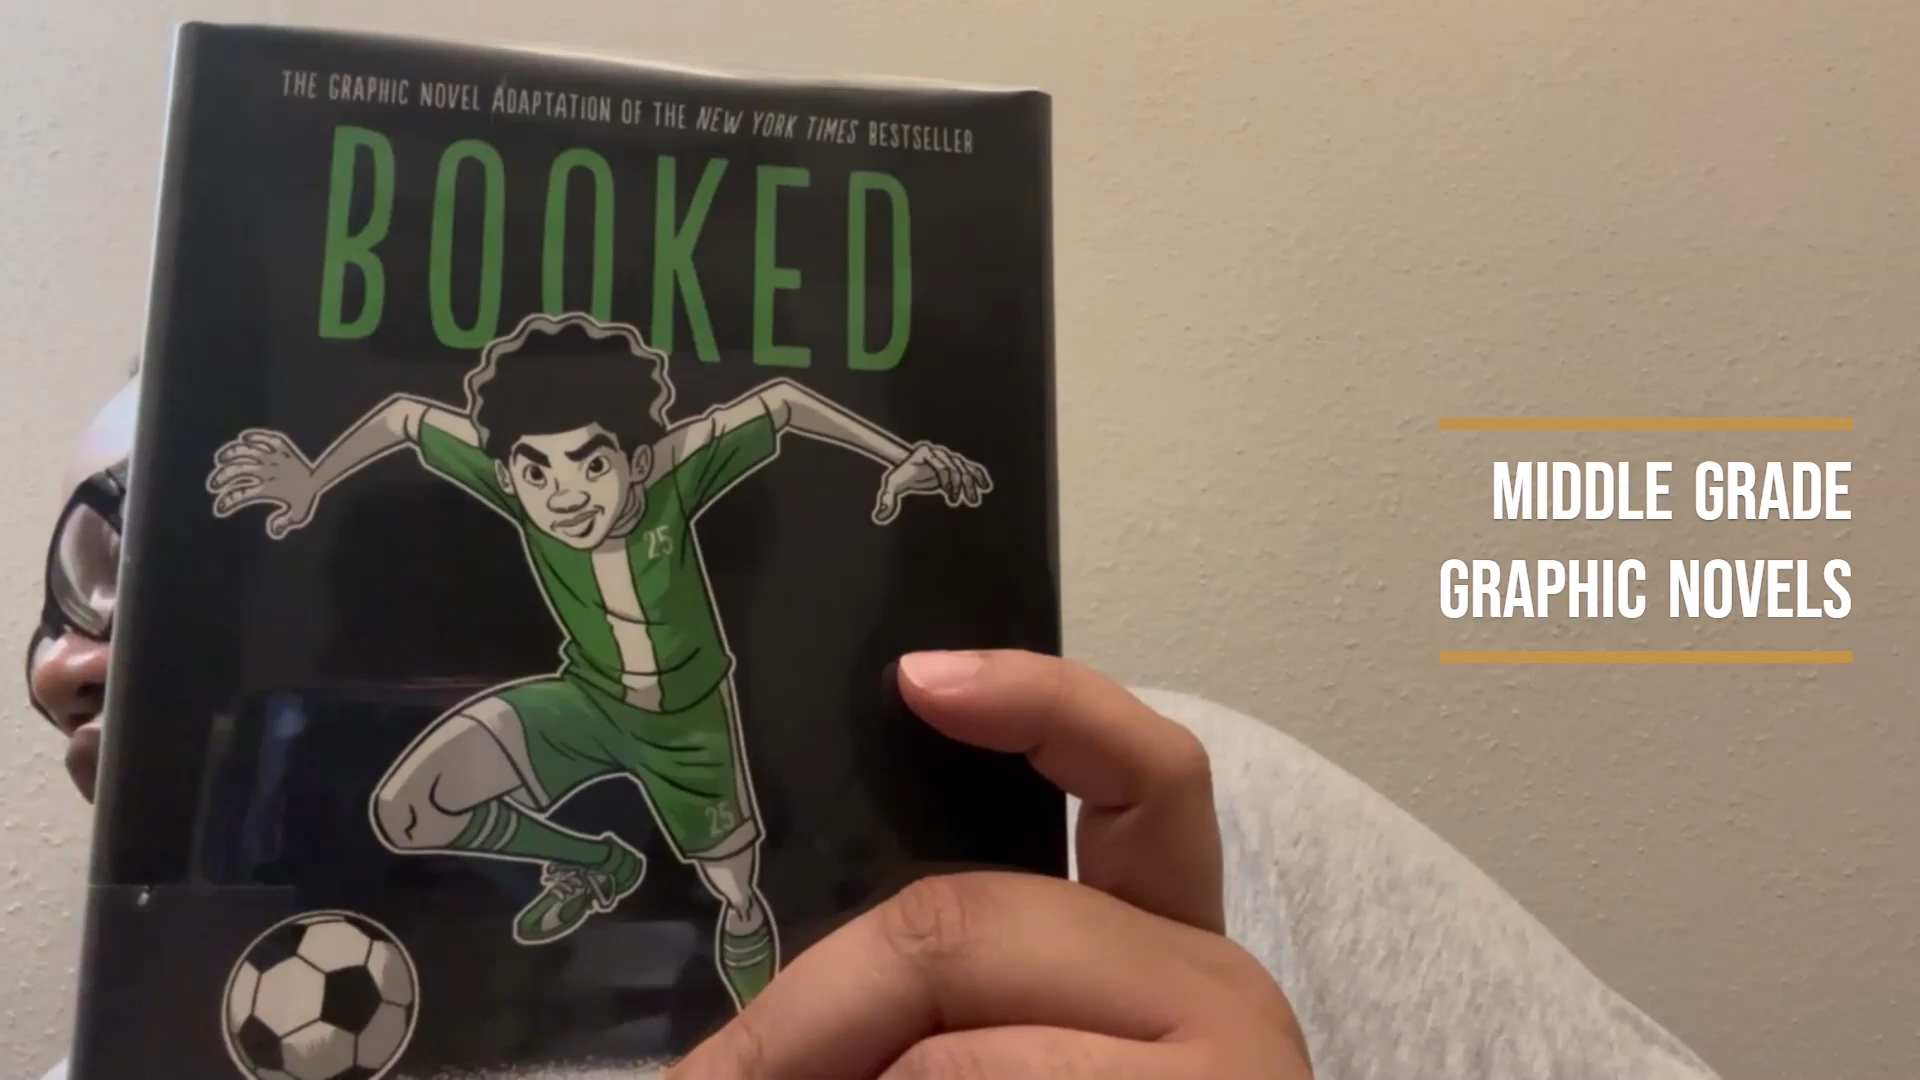 THE GRAPHIC NOVEL ADAPTATION OF THE NEW YORK TIMES BESTSELLER
BOOKED
25
25
MIDDLE GRADE
GRAPHIC NOVELS